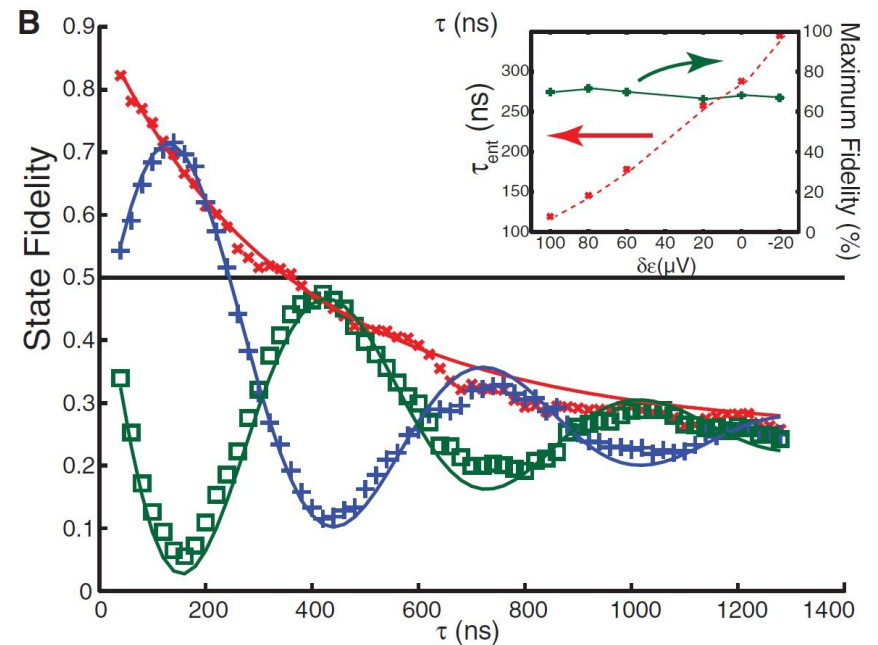 B
τ (ns)
State Fidelity
0.9
0.8
0.7
0.6
0.5
0.4
0.3
0.2
0.1
0
0 200 400 600 800 1000 1200 1400
τ (ns)
τent (ns)
300
250
200
150
100
100 80 60 40 20 0 -20
δε(μV)
100
80
60
40
20
0
Maximum Fidelity (%)